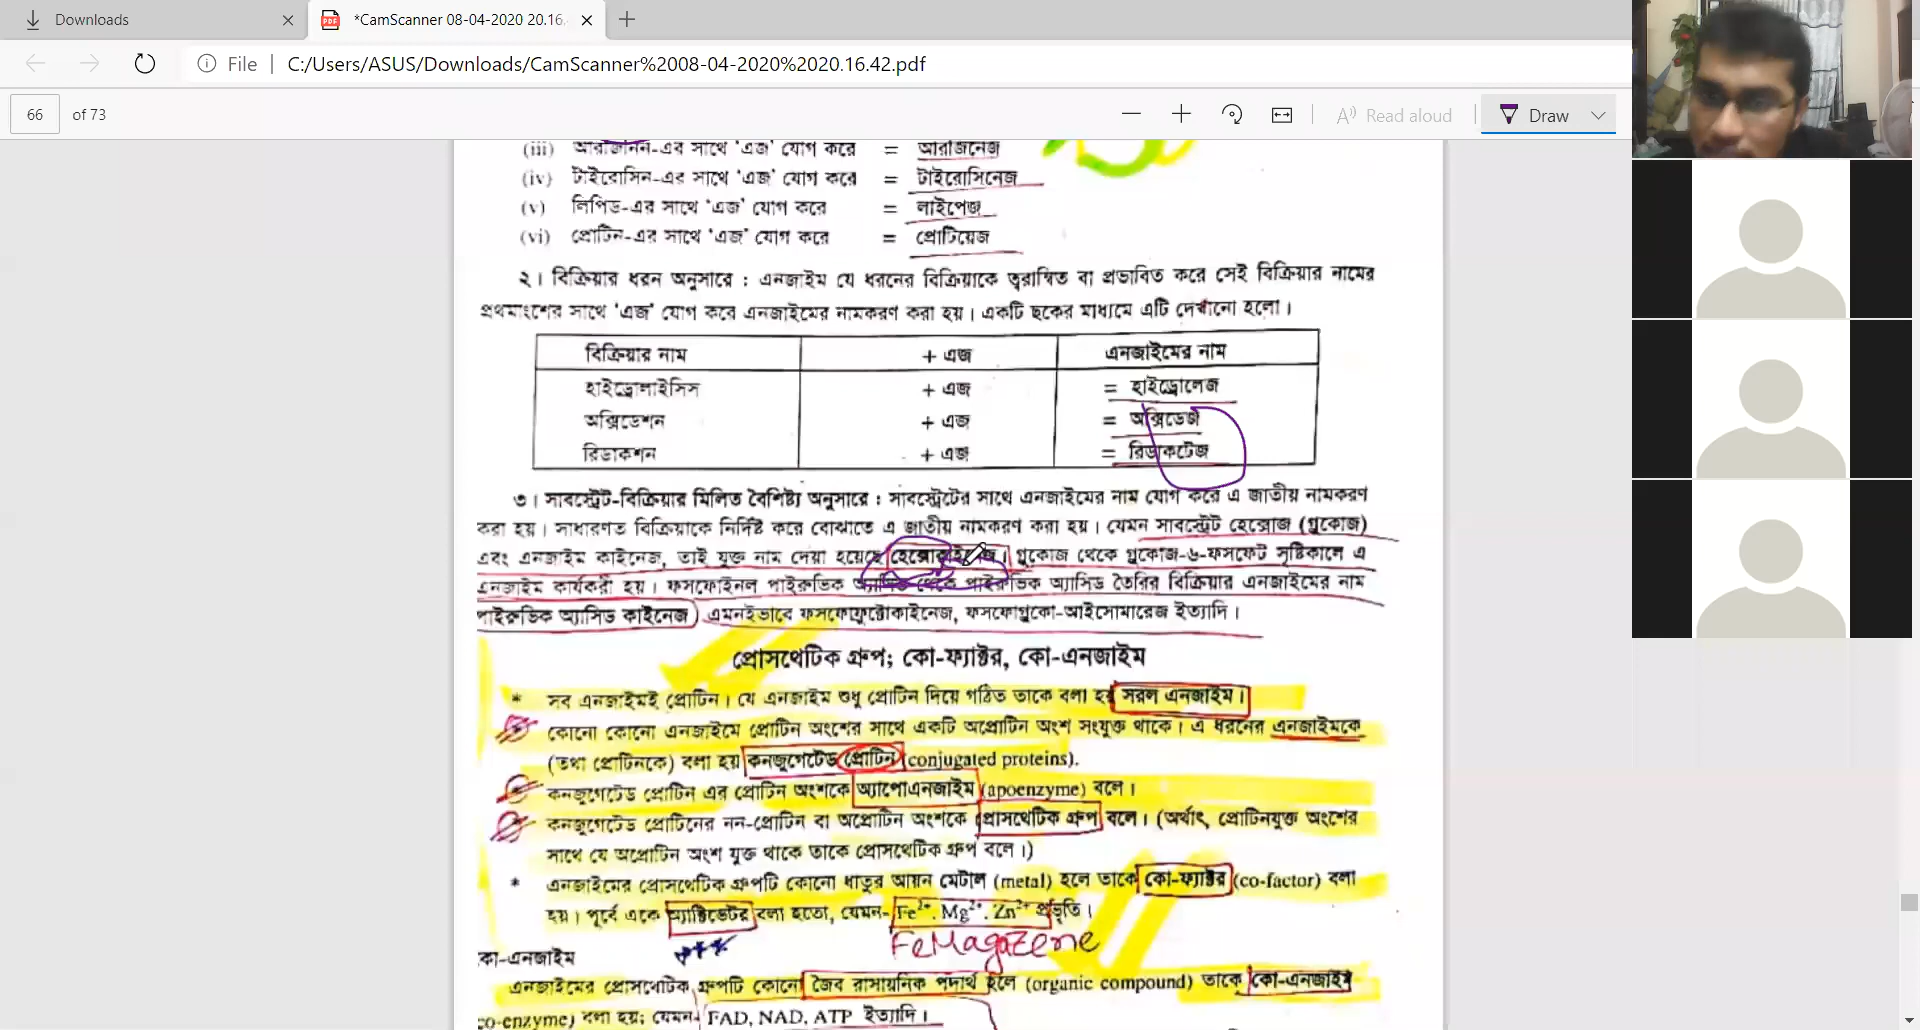 Downloads
*CamScanner 08-04-2020 20.16.
File
C:/Users/ASUS/Downloads/CamScanner%2008-04-2020%2020.16.42.pdf
66 of 73
Read aloud
Draw
(iii) আরজিনিন-এর সাথে 'এজ' যোগ করে = আরজিনেজ
(iv) টাইরোসিন-এর সাথে 'এজ' যোগ করে = টাইরোসিনেজ
(v) লিপিড-এর সাথে 'এজ' যোগ করে = লাইপেজ
(vi) প্রোটিন-এর সাথে 'এজ' যোগ করে = প্রোটিয়েজ
২। বিক্রিয়ার ধরন অনুসারে : এনজাইম যে ধরনের বিক্রিয়াকে ত্বরান্বিত বা প্রভাবিত করে সেই বিক্রিয়ার নামের
প্রথমাংশের সাথে 'এজ' যোগ করে এনজাইমের নামকরণ করা হয়। একটি ছকের মাধ্যমে এটি দেখানো হলো।
বিক্রিয়ার নাম + এজ এনজাইমের নাম
হাইড্রোলাইসিস + এজ = হাইড্রোলেজ
অক্সিডেশন + এজ = অক্সিডেজ
রিডাকশন + এজ = রিডাকটেজ
৩। সাবস্ট্রেট-বিক্রিয়ার মিলিত বৈশিষ্ট্য অনুসারে : সাবস্ট্রেটের সাথে এনজাইমের নাম যোগ করে এ জাতীয় নামকরণ
করা হয়। সাধারণত বিক্রিয়াকে নির্দিষ্ট করে বোঝাতে এ জাতীয় নামকরণ করা হয়। যেমন সাবস্ট্রেট হেক্সোজ (গ্লুকোজ)
এবং এনজাইম কাইনেজ, তাই যুক্ত নাম দেয়া হয়েছে হেক্সোকাইনেজ। গ্লুকোজ থেকে গ্লুকোজ-৬-ফসফেট সৃষ্টিকালে এ
এনজাইম কার্যকরী হয়। ফসফোইনল পাইরুভিক অ্যাসিড থেকে পাইরুভিক অ্যাসিড তৈরির বিক্রিয়ার এনজাইমের নাম
পাইরুভিক অ্যাসিড কাইনেজ। এমনইভাবে ফসফোফ্রুক্টোকাইনেজ, ফসফোগ্লুকো-আইসোমারেজ ইত্যাদি।
প্রোসথেটিক গ্রুপ; কো-ফ্যাক্টর, কো-এনজাইম
* সব এনজাইমই প্রোটিন। যে এনজাইম শুধু প্রোটিন দিয়ে গঠিত তাকে বলা হয় সরল এনজাইম।
কোনো কোনো এনজাইমে প্রোটিন অংশের সাথে একটি অপ্রোটিন অংশ সংযুক্ত থাকে। এ ধরনের এনজাইমকে
(তথা প্রোটিনকে) বলা হয় কনজুগেটেড প্রোটিন (conjugated proteins).
কনজুগেটেড প্রোটিন এর প্রোটিন অংশকে অ্যাপোএনজাইম (apoenzyme) বলে।
কনজুগেটেড প্রোটিনের নন-প্রোটিন বা অপ্রোটিন অংশকে প্রোসথেটিক গ্রুপ বলে। (অর্থাৎ, প্রোটিনযুক্ত অংশের
সাথে যে অপ্রোটিন অংশ যুক্ত থাকে তাকে প্রোসথেটিক গ্রুপ বলে।)
* এনজাইমের প্রোসথেটিক গ্রুপটি কোনো ধাতুর আয়ন মেটাল (metal) হলে তাকে কো-ফ্যাক্টর (co-factor) বলা
হয়। পূর্বে একে অ্যাক্টিভেটর বলা হতো, যেমন- Fe²⁺, Mg²⁺, Zn²⁺ প্রভৃতি।
FeMagaZene
কো-এনজাইম
এনজাইমের প্রোসথেটিক গ্রুপটি কোনো জৈব রাসায়নিক পদার্থ হলে (organic compound) তাকে কো-এনজাইম
co-enzyme) বলা হয়; যেমন- FAD, NAD, ATP ইত্যাদি।